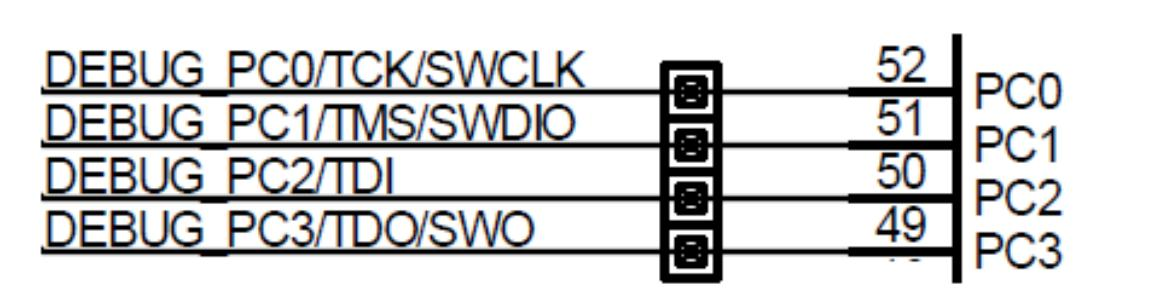 DEBUG_PC0/TCK/SWCLK 52 PC0
DEBUG_PC1/TMS/SWDIO 51 PC1
DEBUG_PC2/TDI 50 PC2
DEBUG_PC3/TDO/SWO 49 PC3